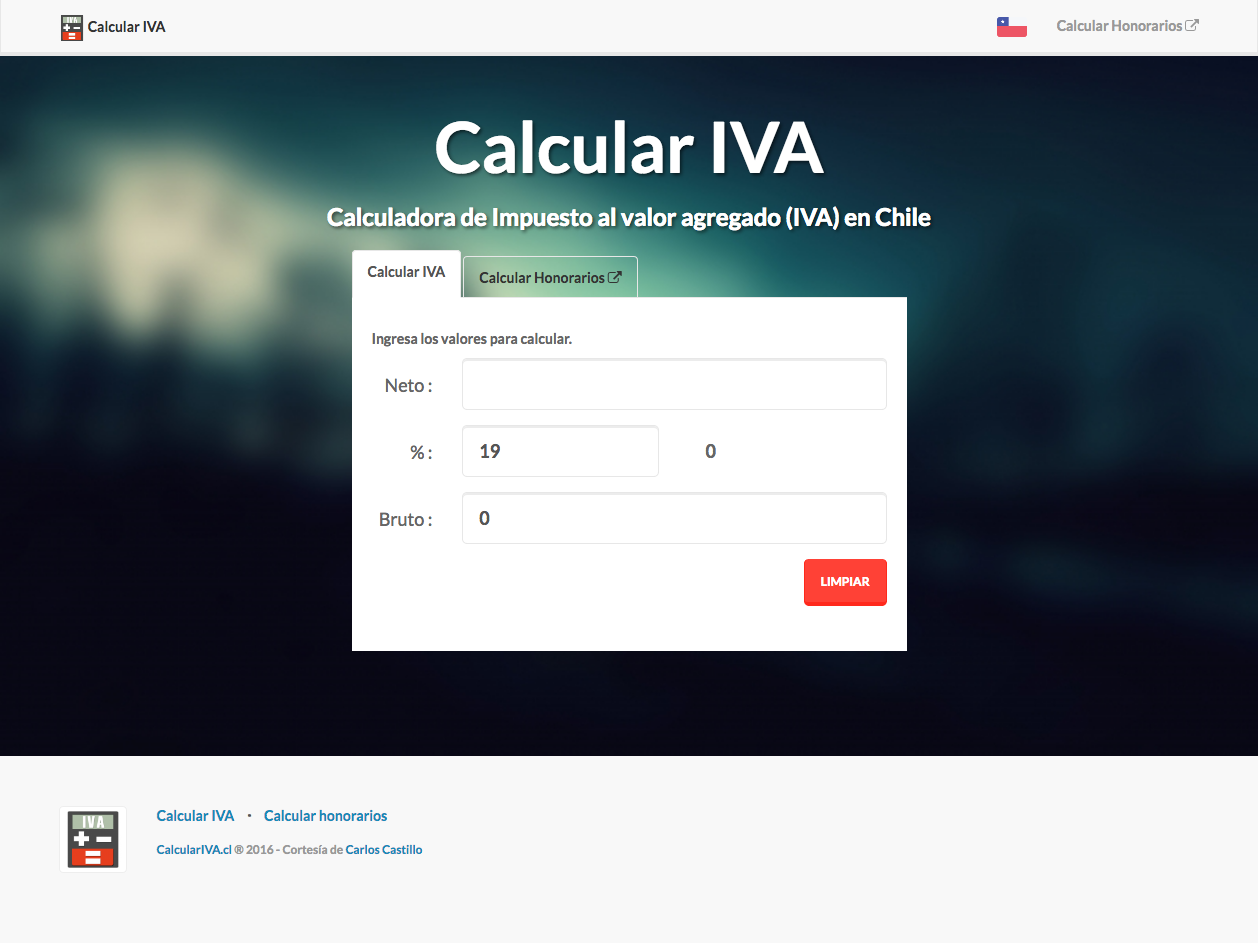 Calcular IVA
Calcular Honorarios
Calcular IVA
Calculadora de Impuesto al valor agregado (IVA) en Chile
Calcular IVA
Calcular Honorarios
Ingresa los valores para calcular.
Neto :
% : 19 0
Bruto : 0
LIMPIAR
IVA
Calcular IVA · Calcular honorarios
CalcularIVA.cl ® 2016 - Cortesía de Carlos Castillo